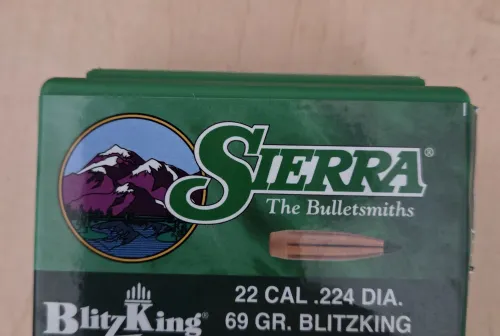 SIERRA®
The Bulletsmiths
BlitzKing®
22 CAL .224 DIA.
69 GR. BLITZKING